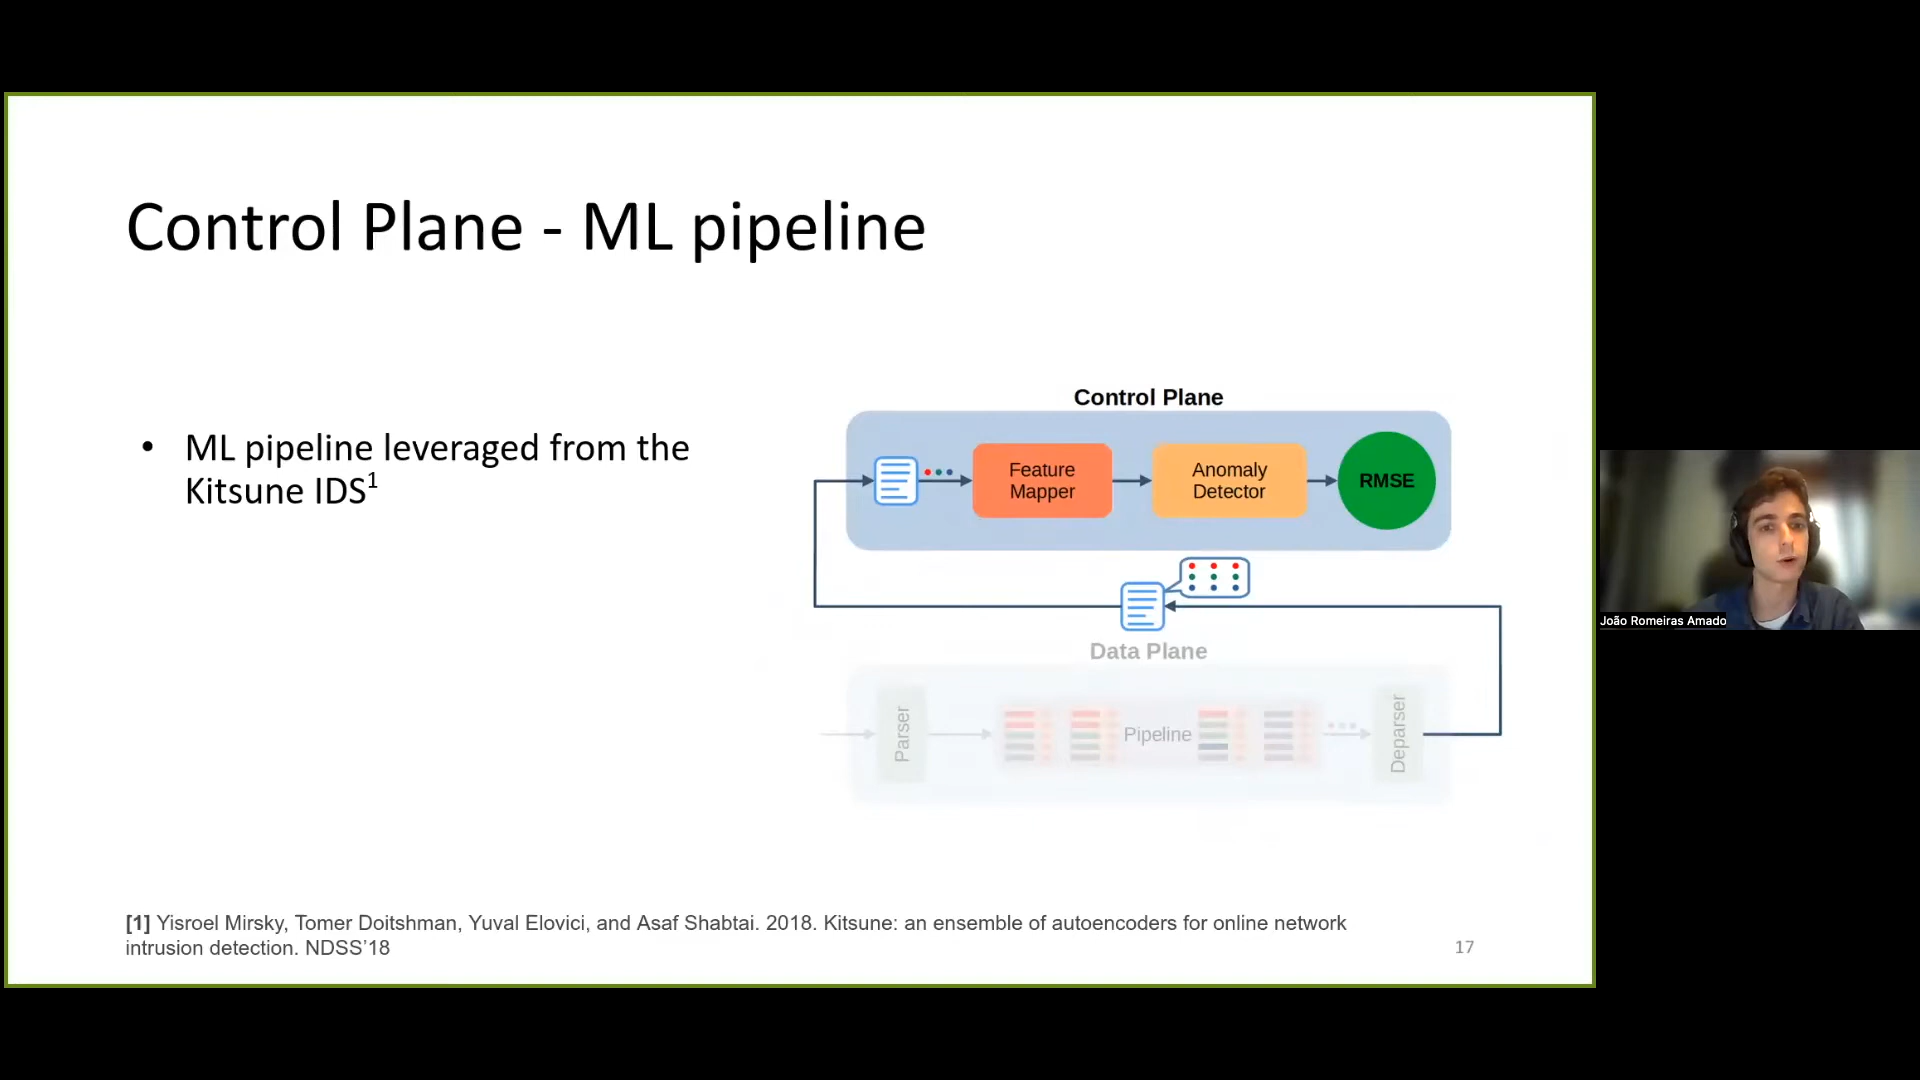 Control Plane - ML pipeline
• ML pipeline leveraged from the
Kitsune IDS1
Control Plane
Feature
Mapper
Anomaly
Detector
RMSE
Data Plane
Parser
Pipeline
Deparser
João Romeiras Amado
[1] Yisroel Mirsky, Tomer Doitshman, Yuval Elovici, and Asaf Shabtai. 2018. Kitsune: an ensemble of autoencoders for online network
intrusion detection. NDSS’18
17